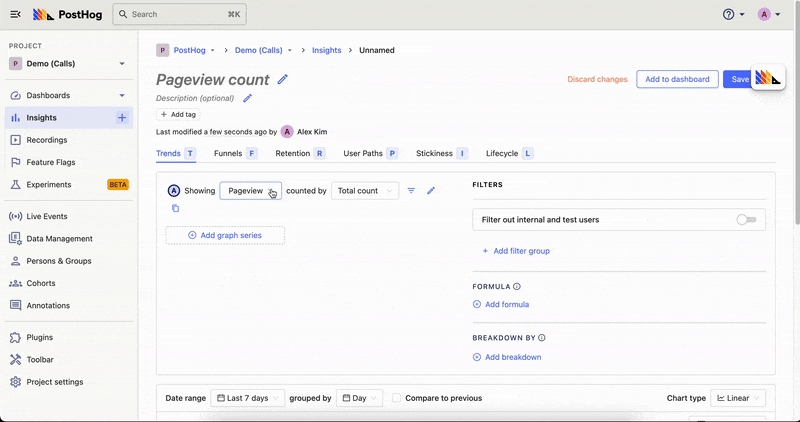 PostHog
Search
⌘K
A
PROJECT
P Demo (Calls)
Dashboards
Insights
Recordings
Feature Flags
Experiments BETA
Live Events
Data Management
Persons & Groups
Cohorts
Annotations
Plugins
Toolbar
Project settings
P PostHog > Demo (Calls) > Insights > Unnamed
Pageview count
Discard changes
Add to dashboard
Save
Description (optional)
+ Add tag
Last modified a few seconds ago by A Alex Kim
Trends T Funnels F Retention R User Paths P Stickiness I Lifecycle L
A Showing Pageview counted by Total count
Add graph series
FILTERS
Filter out internal and test users
+ Add filter group
FORMULA
Add formula
BREAKDOWN BY
Add breakdown
Date range Last 7 days grouped by Day Compare to previous Chart type Linear